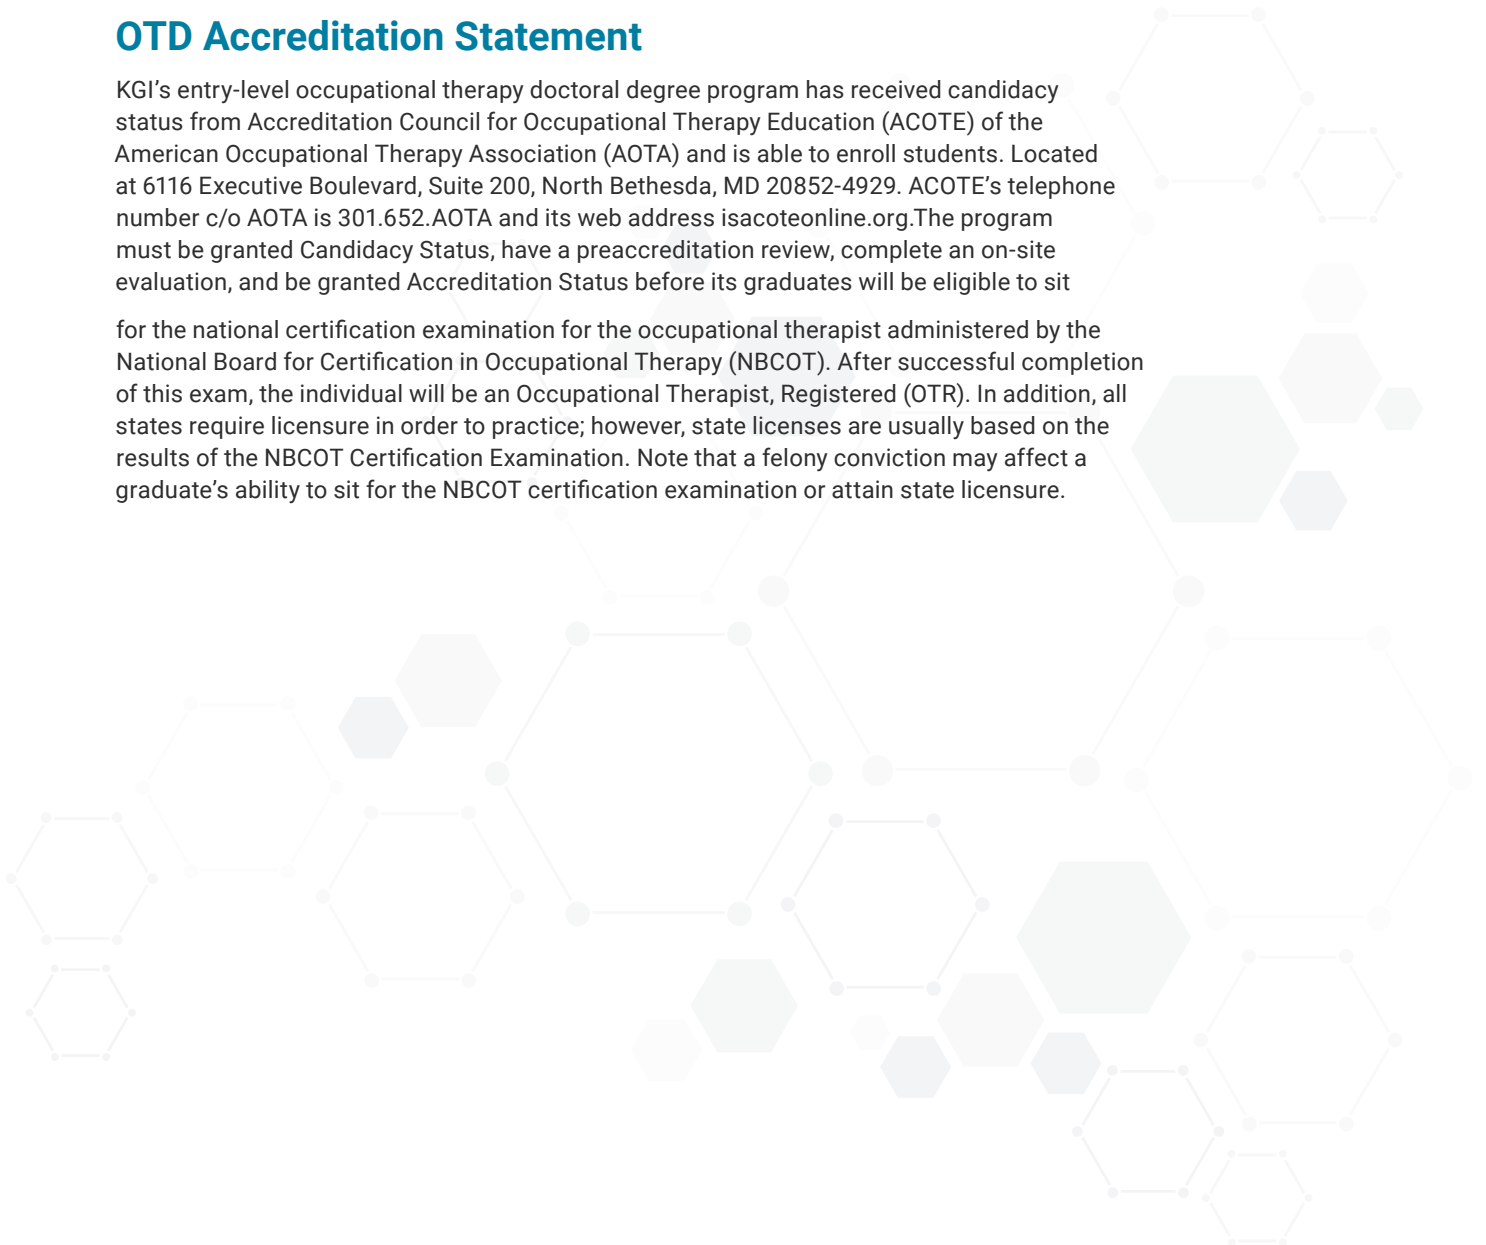 OTD Accreditation Statement
KGI’s entry-level occupational therapy doctoral degree program has received candidacy
status from Accreditation Council for Occupational Therapy Education (ACOTE) of the
American Occupational Therapy Association (AOTA) and is able to enroll students. Located
at 6116 Executive Boulevard, Suite 200, North Bethesda, MD 20852-4929. ACOTE’s telephone
number c/o AOTA is 301.652.AOTA and its web address isacoteonline.org.The program
must be granted Candidacy Status, have a preaccreditation review, complete an on-site
evaluation, and be granted Accreditation Status before its graduates will be eligible to sit
for the national certification examination for the occupational therapist administered by the
National Board for Certification in Occupational Therapy (NBCOT). After successful completion
of this exam, the individual will be an Occupational Therapist, Registered (OTR). In addition, all
states require licensure in order to practice; however, state licenses are usually based on the
results of the NBCOT Certification Examination. Note that a felony conviction may affect a
graduate’s ability to sit for the NBCOT certification examination or attain state licensure.